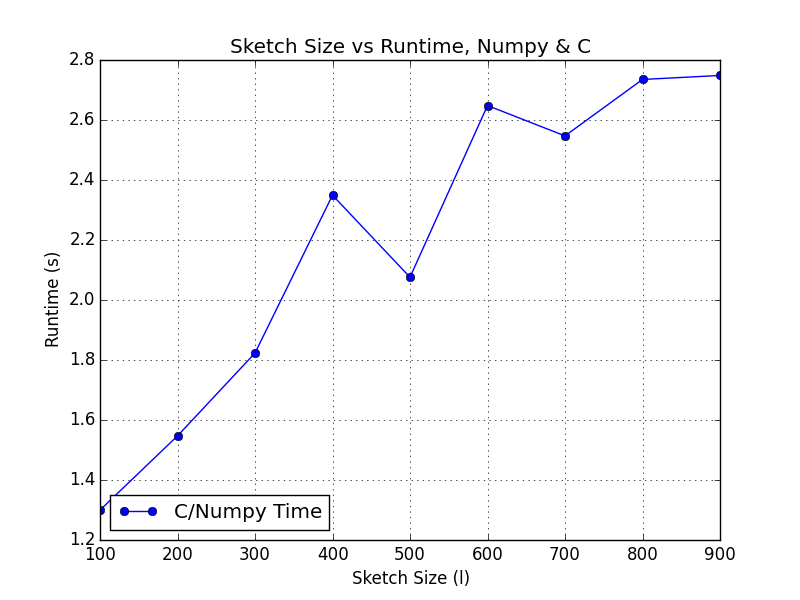 Sketch Size vs Runtime, Numpy & C
2.8
2.6
2.4
2.2
2.0
1.8
1.6
1.4
1.2
Runtime (s)
C/Numpy Time
100 200 300 400 500 600 700 800 900
Sketch Size (l)